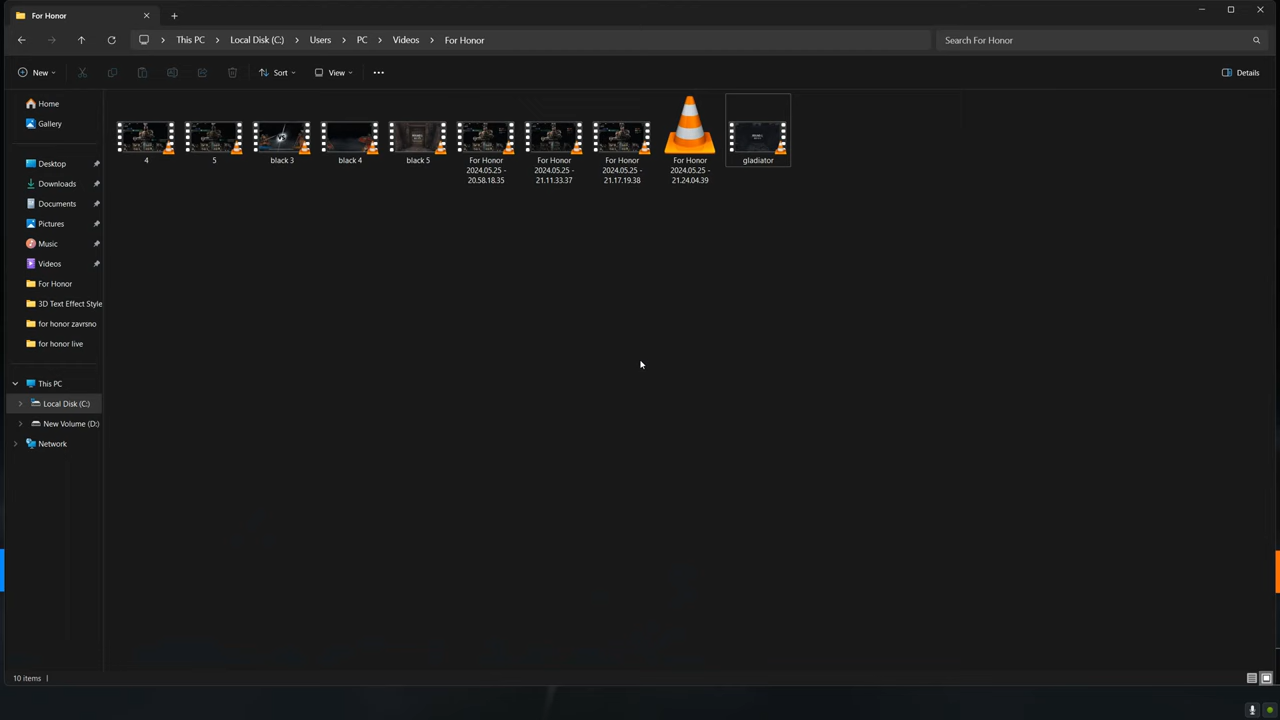 For Honor
This PC
Local Disk (C:)
Users
PC
Videos
For Honor
Search For Honor
New
Sort
View
Details
Home
Gallery
Desktop
Downloads
Documents
Pictures
Music
Videos
For Honor
3D Text Effect Style
for honor zavrsno
for honor live
This PC
Local Disk (C:)
New Volume (D:)
Network
4
5
black 3
black 4
black 5
For Honor
2024.05.25 -
20.58.18.35
For Honor
2024.05.25 -
21.11.33.37
For Honor
2024.05.25 -
21.17.19.38
For Honor
2024.05.25 -
21.24.04.39
gladiator
10 items